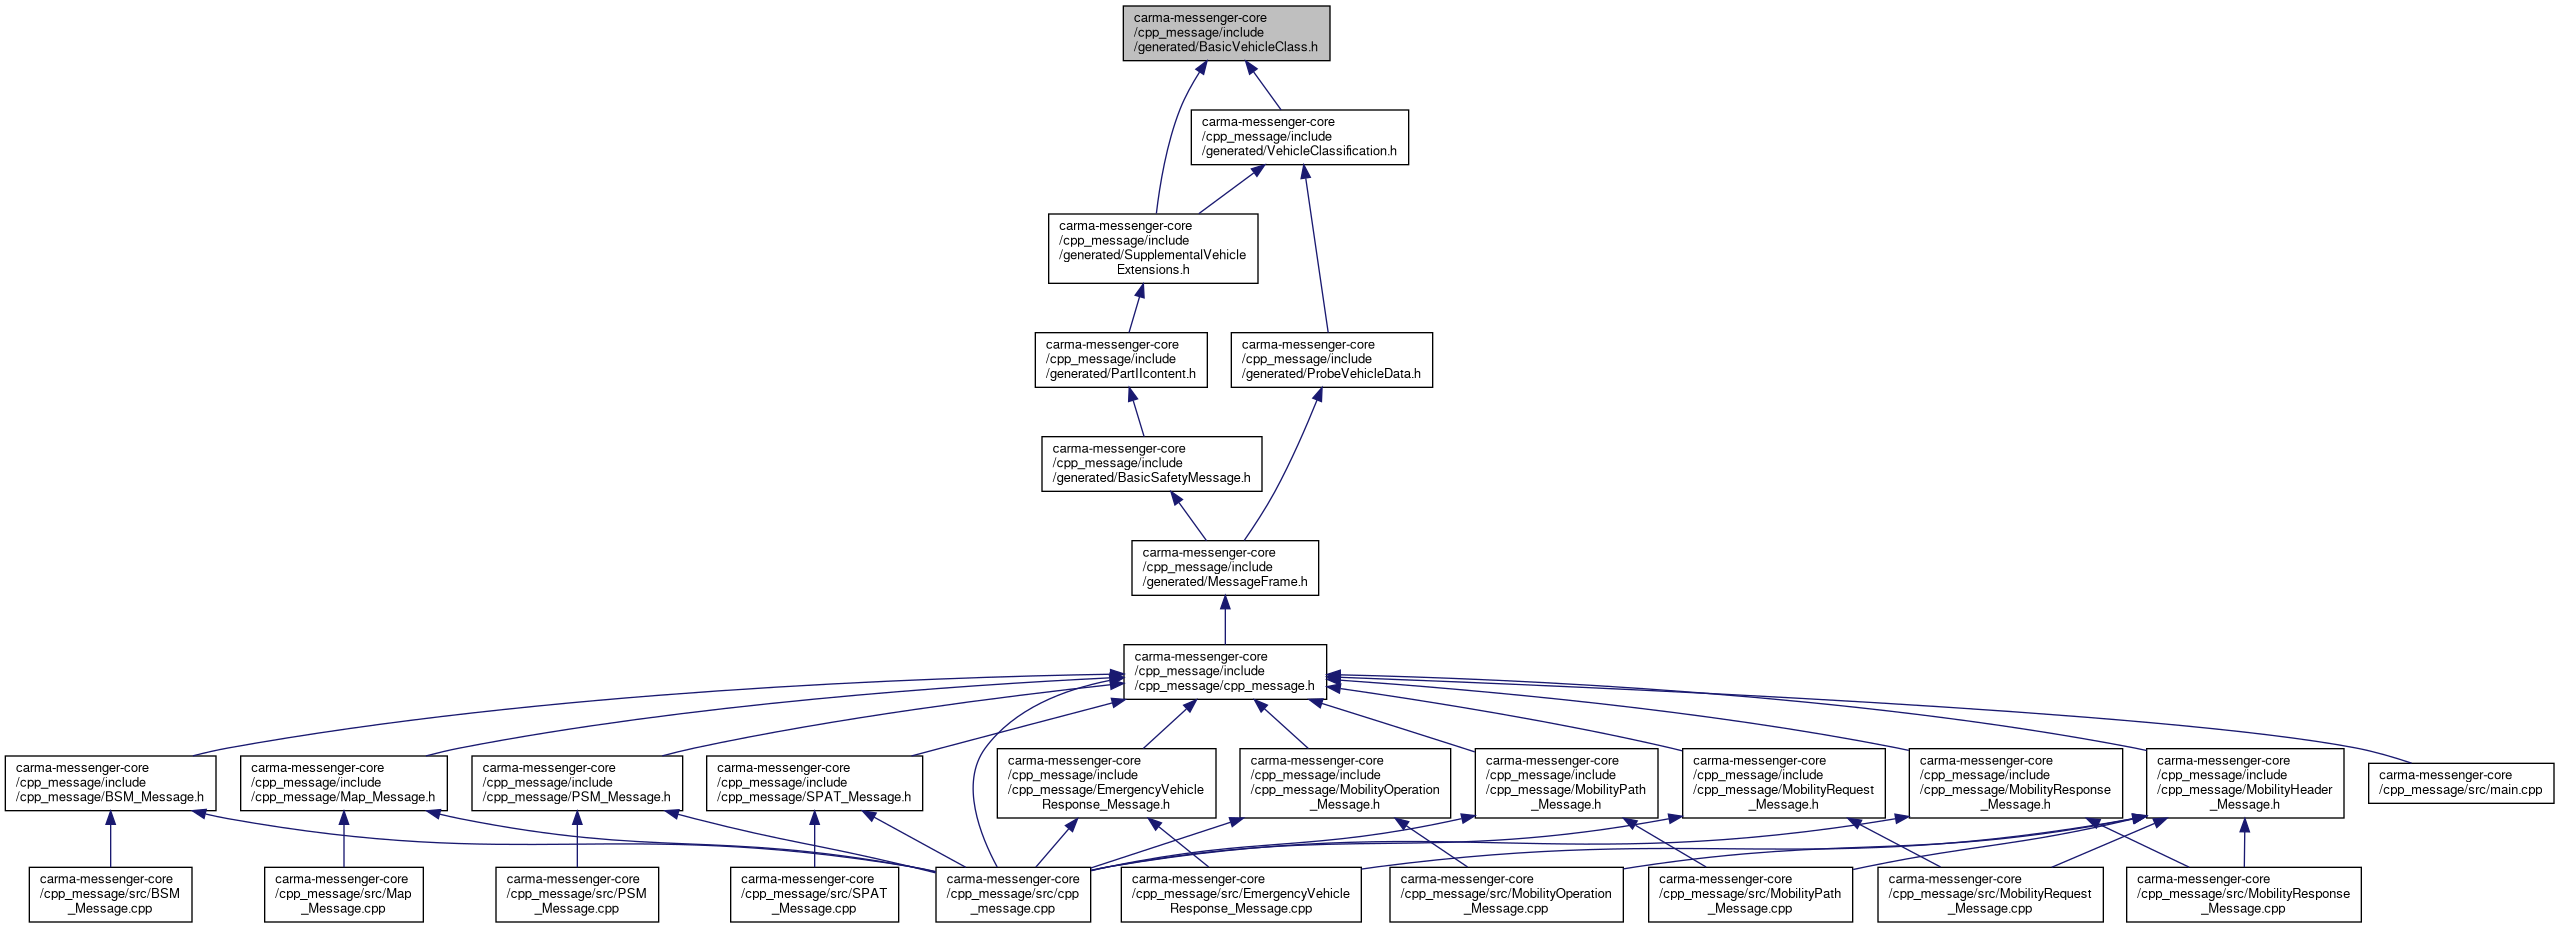 carma-messenger-core
/cpp_message/include
/generated/BasicVehicleClass.h
carma-messenger-core
/cpp_message/include
/generated/VehicleClassification.h
carma-messenger-core
/cpp_message/include
/generated/SupplementalVehicle
Extensions.h
carma-messenger-core
/cpp_message/include
/generated/PartIIcontent.h
carma-messenger-core
/cpp_message/include
/generated/ProbeVehicleData.h
carma-messenger-core
/cpp_message/include
/generated/BasicSafetyMessage.h
carma-messenger-core
/cpp_message/include
/generated/MessageFrame.h
carma-messenger-core
/cpp_message/include
/cpp_message/cpp_message.h
carma-messenger-core
/cpp_message/include
/cpp_message/BSM_Message.h
carma-messenger-core
/cpp_message/include
/cpp_message/Map_Message.h
carma-messenger-core
/cpp_message/include
/cpp_message/PSM_Message.h
carma-messenger-core
/cpp_message/include
/cpp_message/SPAT_Message.h
carma-messenger-core
/cpp_message/include
/cpp_message/EmergencyVehicle
Response_Message.h
carma-messenger-core
/cpp_message/include
/cpp_message/MobilityOperation
_Message.h
carma-messenger-core
/cpp_message/include
/cpp_message/MobilityPath
_Message.h
carma-messenger-core
/cpp_message/include
/cpp_message/MobilityRequest
_Message.h
carma-messenger-core
/cpp_message/include
/cpp_message/MobilityResponse
_Message.h
carma-messenger-core
/cpp_message/include
/cpp_message/MobilityHeader
_Message.h
carma-messenger-core
/cpp_message/src/main.cpp
carma-messenger-core
/cpp_message/src/BSM
_Message.cpp
carma-messenger-core
/cpp_message/src/Map
_Message.cpp
carma-messenger-core
/cpp_message/src/PSM
_Message.cpp
carma-messenger-core
/cpp_message/src/SPAT
_Message.cpp
carma-messenger-core
/cpp_message/src/cpp
_message.cpp
carma-messenger-core
/cpp_message/src/EmergencyVehicle
Response_Message.cpp
carma-messenger-core
/cpp_message/src/MobilityOperation
_Message.cpp
carma-messenger-core
/cpp_message/src/MobilityPath
_Message.cpp
carma-messenger-core
/cpp_message/src/MobilityRequest
_Message.cpp
carma-messenger-core
/cpp_message/src/MobilityResponse
_Message.cpp